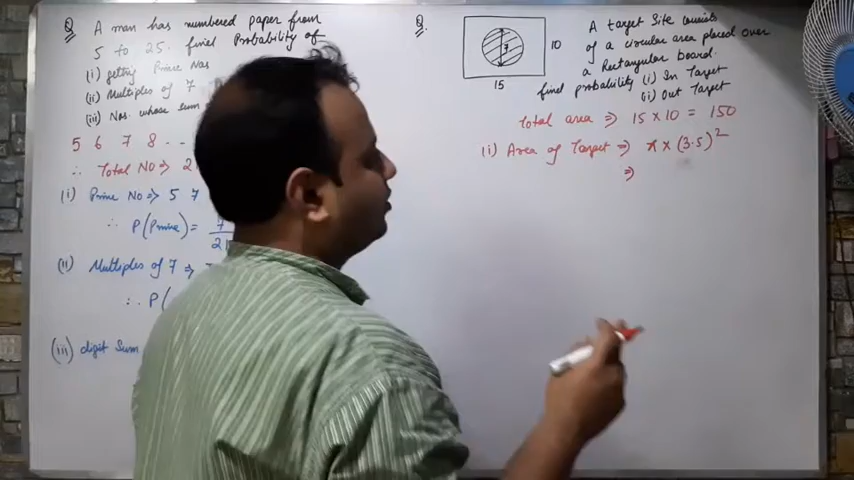 Q A man has numbered paper from
5 to 25. find Probability of
(i) getting Prime Nos
(ii) Multiples of 7
(iii) Nos. whose sum
5 6 7 8 - -
∴ Total No ⇒ 2
(i) Prime No ⇒ 5 7
∴ P(Prime) = 7
(ii) Multiples of 7 ⇒ 7
∴ P(
(iii) digit Sum
Q
7
10
15
A target Site consists
of a circular area placed over
a Rectangular board.
find probability (i) In Target
(ii) Out Target
Total area ⇒ 15 × 10 = 150
(i) Area of Target ⇒ π × (3.5)²
⇒